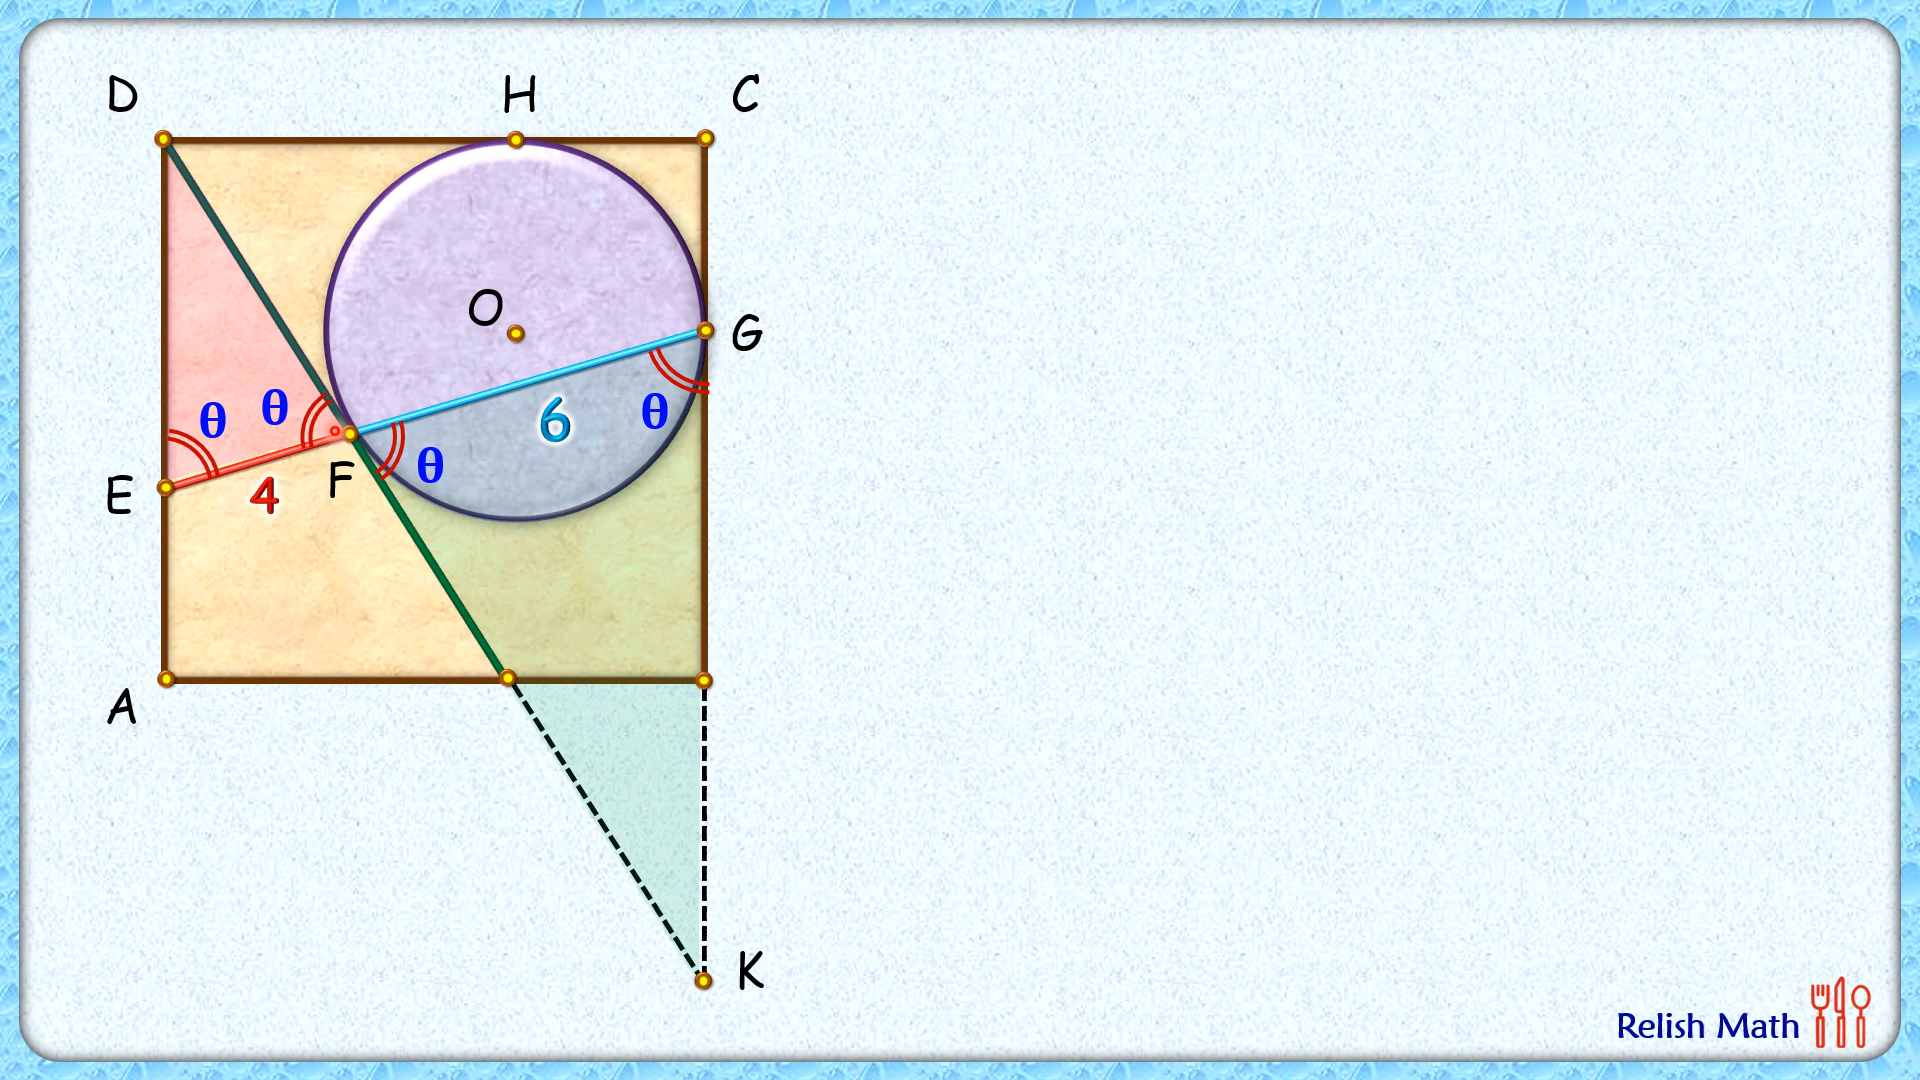 D H C
O
G
θ θ
6 θ
θ
E 4 F
A
K
Relish Math